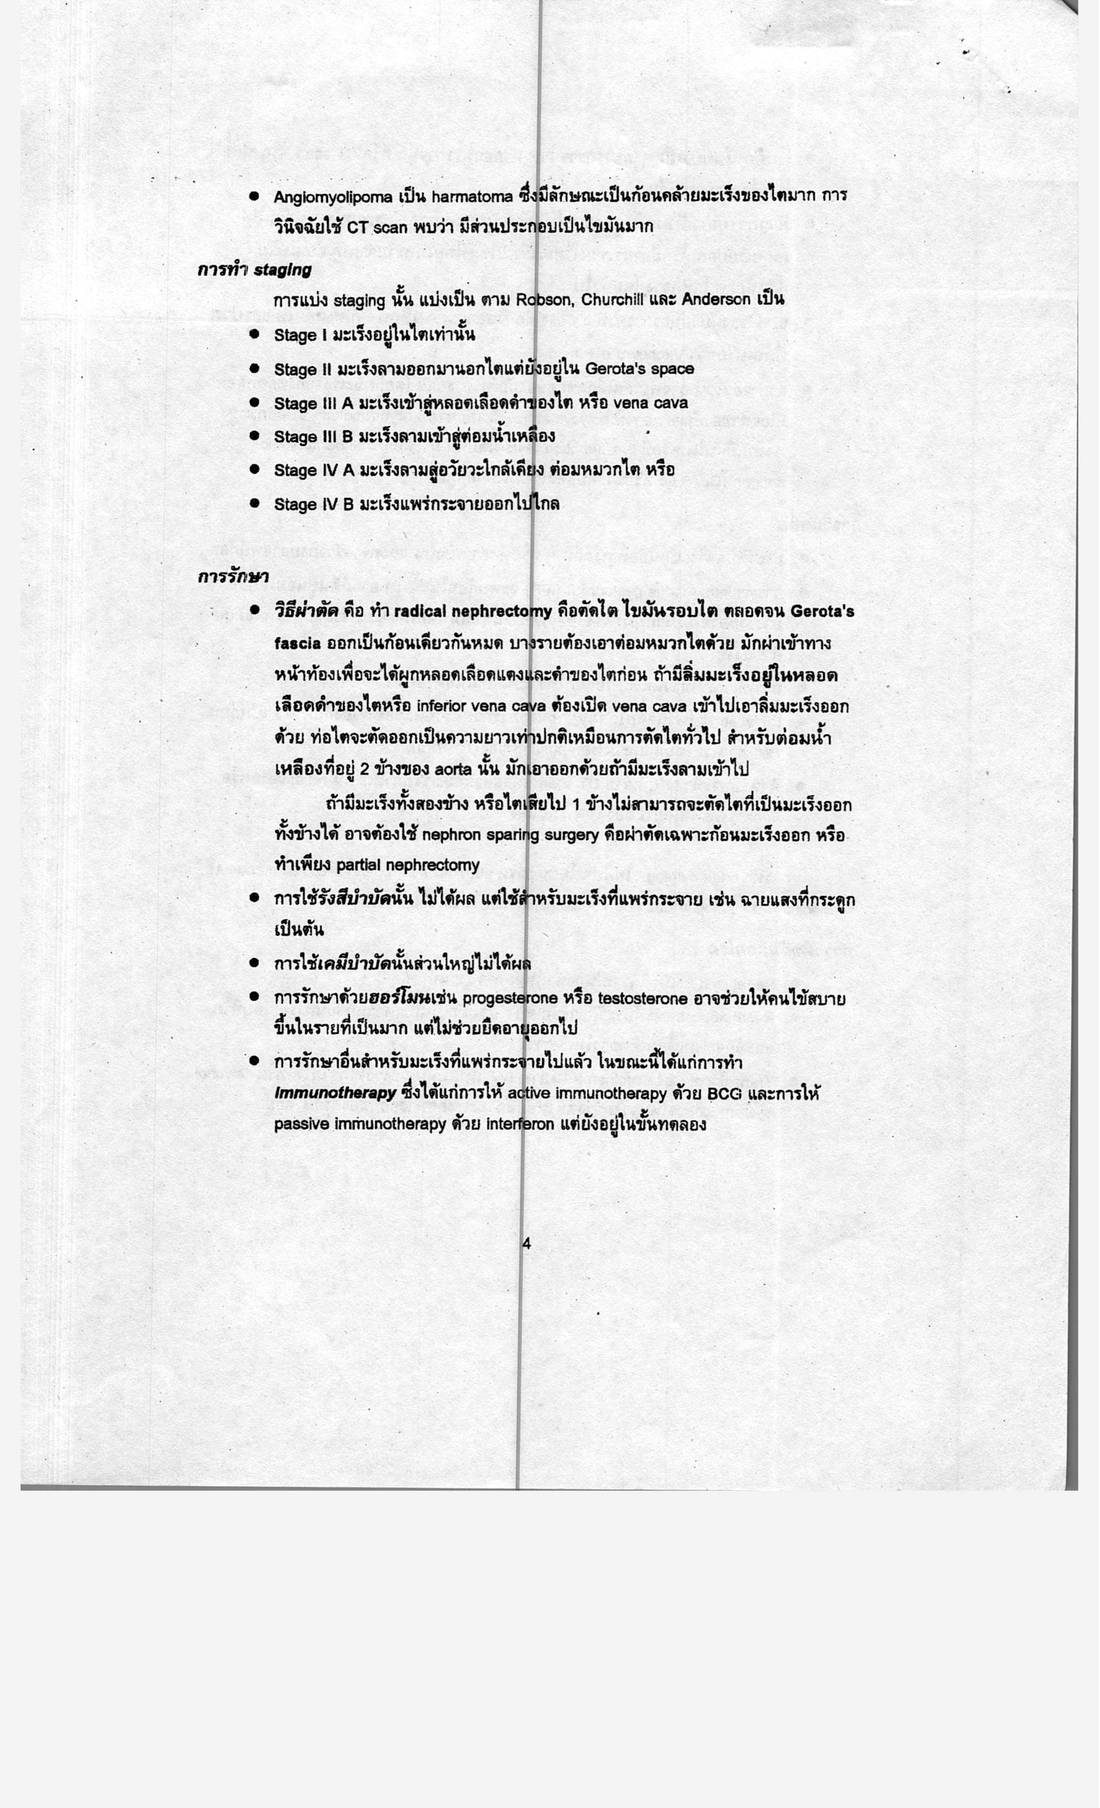 ● Angiomyolipoma เป็น harmatoma ซึ่งมีลักษณะเป็นก้อนคล้ายมะเร็งของไตมาก การ
วินิจฉัยใช้ CT scan พบว่า มีส่วนประกอบเป็นไขมันมาก
การทำ staging
การแบ่ง staging นั้น แบ่งเป็น ตาม Robson, Churchill และ Anderson เป็น
● Stage I มะเร็งอยู่ในไตเท่านั้น
● Stage II มะเร็งลามออกมานอกไตแต่ยังอยู่ใน Gerota's space
● Stage III A มะเร็งเข้าสู่หลอดเลือดดำของไต หรือ vena cava
● Stage III B มะเร็งลามเข้าสู่ต่อมน้ำเหลือง
● Stage IV A มะเร็งลามสู่อวัยวะใกล้เคียง ต่อมหมวกไต หรือ
● Stage IV B มะเร็งแพร่กระจายออกไปไกล
การรักษา
● วิธีผ่าตัด คือ ทำ radical nephrectomy คือตัดไต ไขมันรอบไต ตลอดจน Gerota's
fascia ออกเป็นก้อนเดียวกันหมด บางรายต้องเอาต่อมหมวกไตด้วย มักผ่าเข้าทาง
หน้าท้องเพื่อจะได้ผูกหลอดเลือดแดงและดำของไตก่อน ถ้ามีลิ่มมะเร็งอยู่ในหลอด
เลือดดำของไตหรือ inferior vena cava ต้องเปิด vena cava เข้าไปเอาลิ่มมะเร็งออก
ด้วย ท่อไตจะตัดออกเป็นความยาวเท่าปกติเหมือนการตัดไตทั่วไป สำหรับต่อมน้ำ
เหลืองที่อยู่ 2 ข้างของ aorta นั้น มักเอาออกด้วยถ้ามีมะเร็งลามเข้าไป
ถ้ามีมะเร็งทั้งสองข้าง หรือไตเสียไป 1 ข้างไม่สามารถจะตัดไตที่เป็นมะเร็งออก
ทั้งข้างได้ อาจต้องใช้ nephron sparing surgery คือผ่าตัดเฉพาะก้อนมะเร็งออก หรือ
ทำเพียง partial nephrectomy
● การใช้รังสีบำบัดนั้น ไม่ได้ผล แต่ใช้สำหรับมะเร็งที่แพร่กระจาย เช่น ฉายแสงที่กระดูก
เป็นต้น
● การใช้เคมีบำบัดนั้นส่วนใหญ่ไม่ได้ผล
● การรักษาด้วยฮอร์โมนเช่น progesterone หรือ testosterone อาจช่วยให้คนไข้สบาย
ขึ้นในรายที่เป็นมาก แต่ไม่ช่วยยืดอายุออกไป
● การรักษาอื่นสำหรับมะเร็งที่แพร่กระจายไปแล้ว ในขณะนี้ได้แก่การทำ
Immunotherapy ซึ่งได้แก่การให้ active immunotherapy ด้วย BCG และการให้
passive immunotherapy ด้วย interferon แต่ยังอยู่ในขั้นทดลอง
4